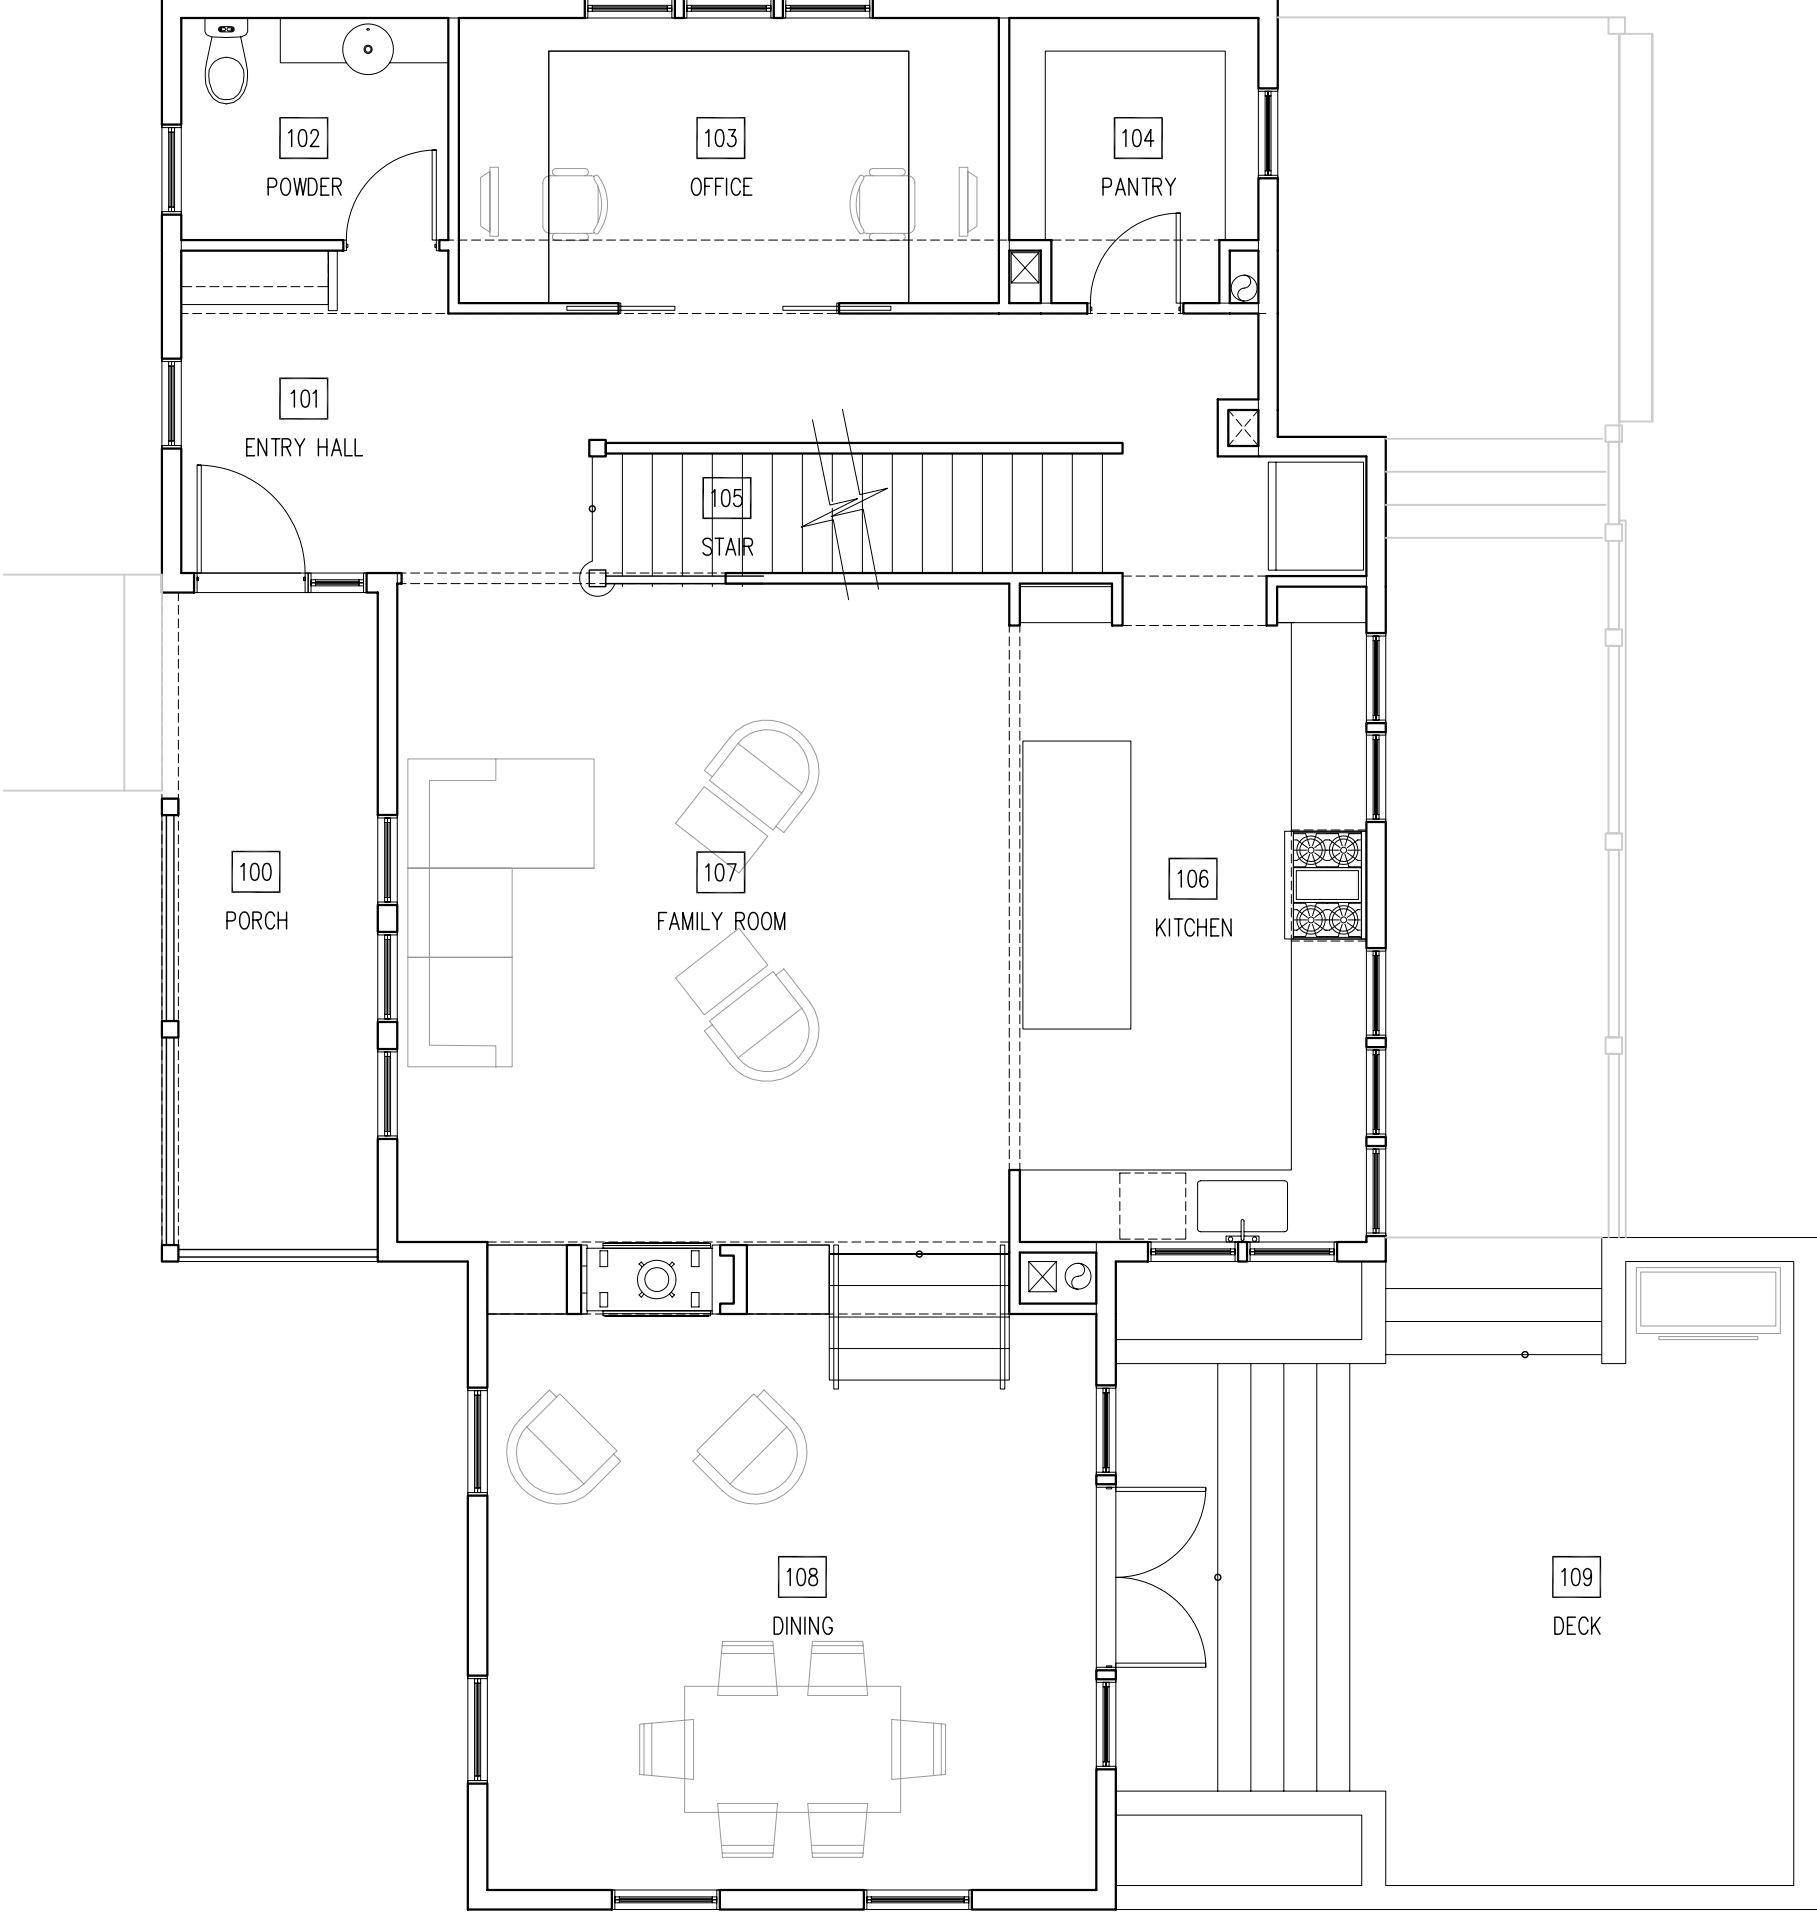 102
POWDER
103
OFFICE
104
PANTRY
101
ENTRY HALL
105
STAIR
100
PORCH
107
FAMILY ROOM
106
KITCHEN
108
DINING
109
DECK